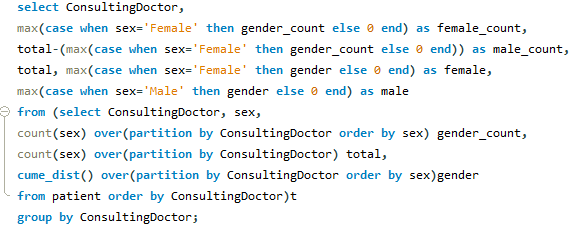 select ConsultingDoctor,
max(case when sex='Female' then gender_count else 0 end) as female_count,
total-(max(case when sex='Female' then gender_count else 0 end)) as male_count,
total, max(case when sex='Female' then gender else 0 end) as female,
max(case when sex='Male' then gender else 0 end) as male
from (select ConsultingDoctor, sex,
count(sex) over(partition by ConsultingDoctor order by sex) gender_count,
count(sex) over(partition by ConsultingDoctor) total,
cume_dist() over(partition by ConsultingDoctor order by sex)gender
from patient order by ConsultingDoctor)t
group by ConsultingDoctor;